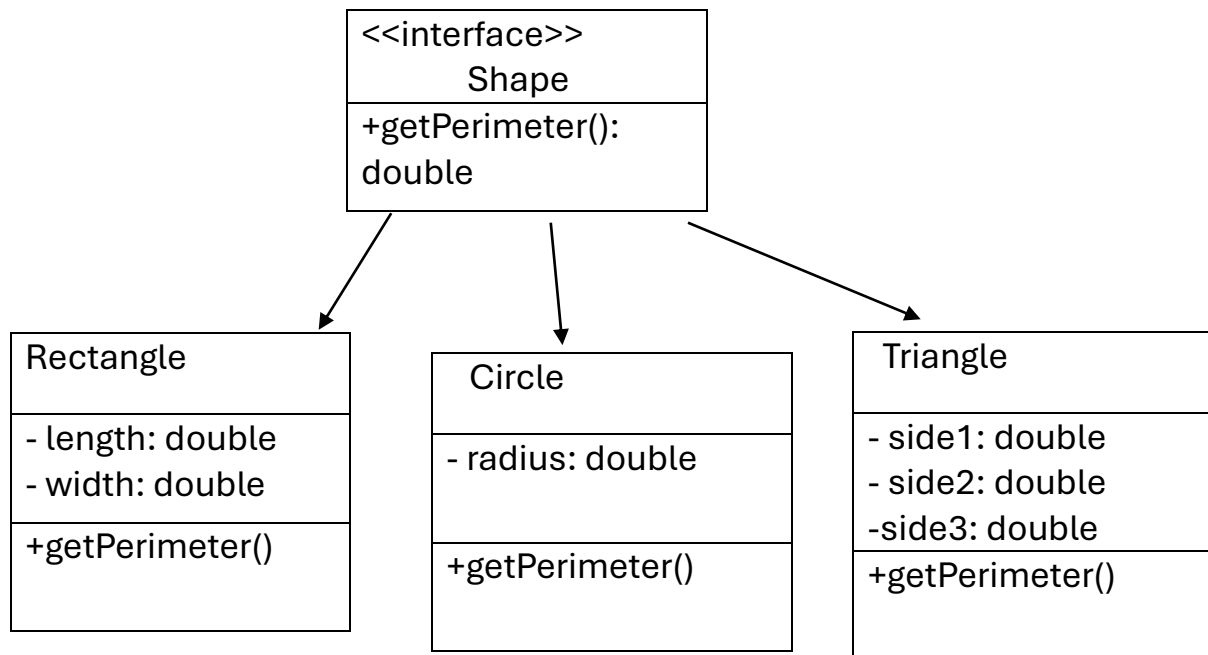 <<interface>>
Shape
+getPerimeter():
double
Rectangle
- length: double
- width: double
+getPerimeter()
Circle
- radius: double
+getPerimeter()
Triangle
- side1: double
- side2: double
-side3: double
+getPerimeter()